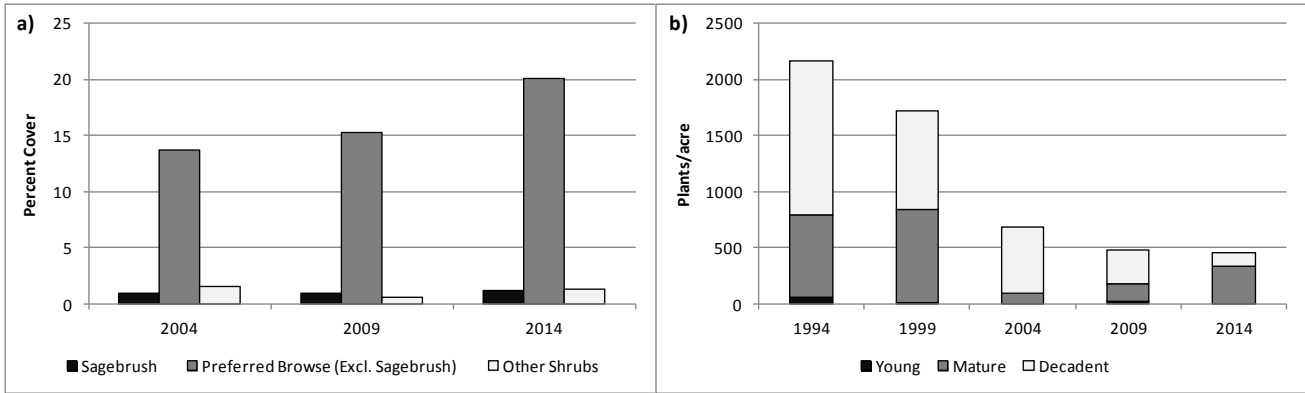 a)
Percent Cover
25
20
15
10
5
0
2004 2009 2014
Sagebrush Preferred Browse (Excl. Sagebrush) Other Shrubs
b)
Plants/acre
2500
2000
1500
1000
500
0
1994 1999 2004 2009 2014
Young Mature Decadent